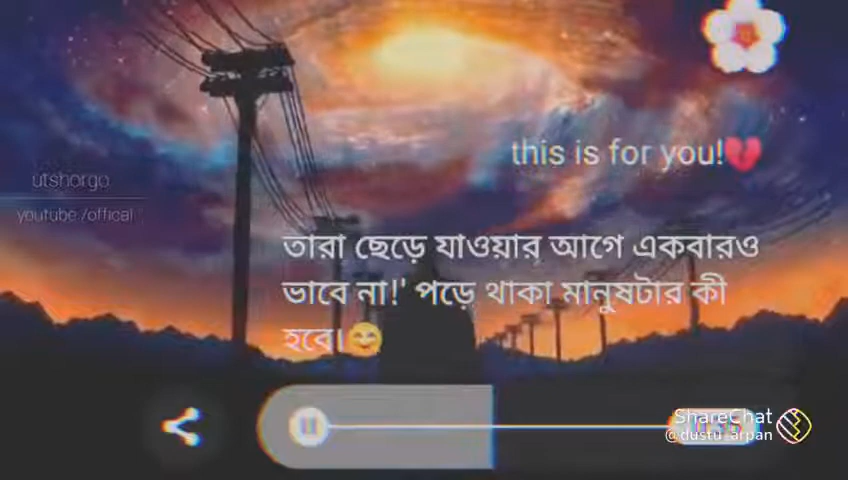 this is for you!💔
utshorgo
youtube /offical
তারা ছেড়ে যাওয়ার আগে একবারও
ভাবে না!' পড়ে থাকা মানুষটার কী
হবে।😊
ShareChat
@dustu_arpan